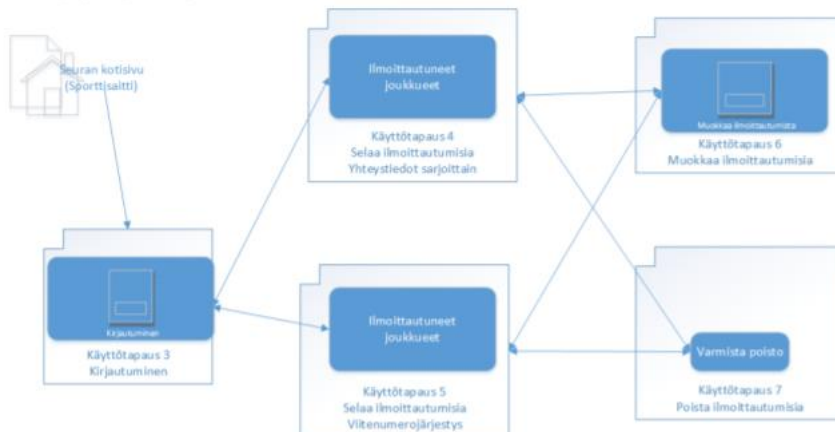 Seuran kotisivu
(Sporttisaitti)
Ilmoittautuneet
joukkueet
Käyttötapaus 4
Selaa ilmoittautumisia
Yhteystiedot sarjoittain
Muokkaa ilmoittautumista
Käyttötapaus 6
Muokkaa ilmoittautumisia
Kirjautuminen
Käyttötapaus 3
Kirjautuminen
Ilmoittautuneet
joukkueet
Käyttötapaus 5
Selaa ilmoittautumisia
Viitenumerojärjestys
Varmista poisto
Käyttötapaus 7
Poista ilmoittautumisia